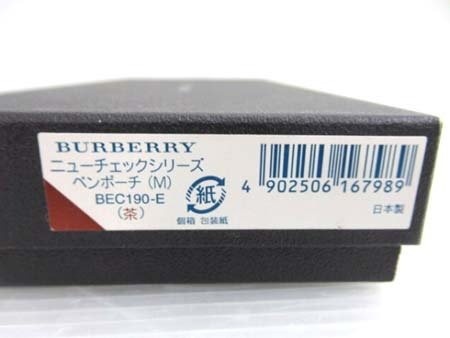 BURBERRY
ニューチェックシリーズ
ペンポーチ (M)
BEC190-E
(茶)
紙
個箱 包装紙
4 902506 167989
日本製